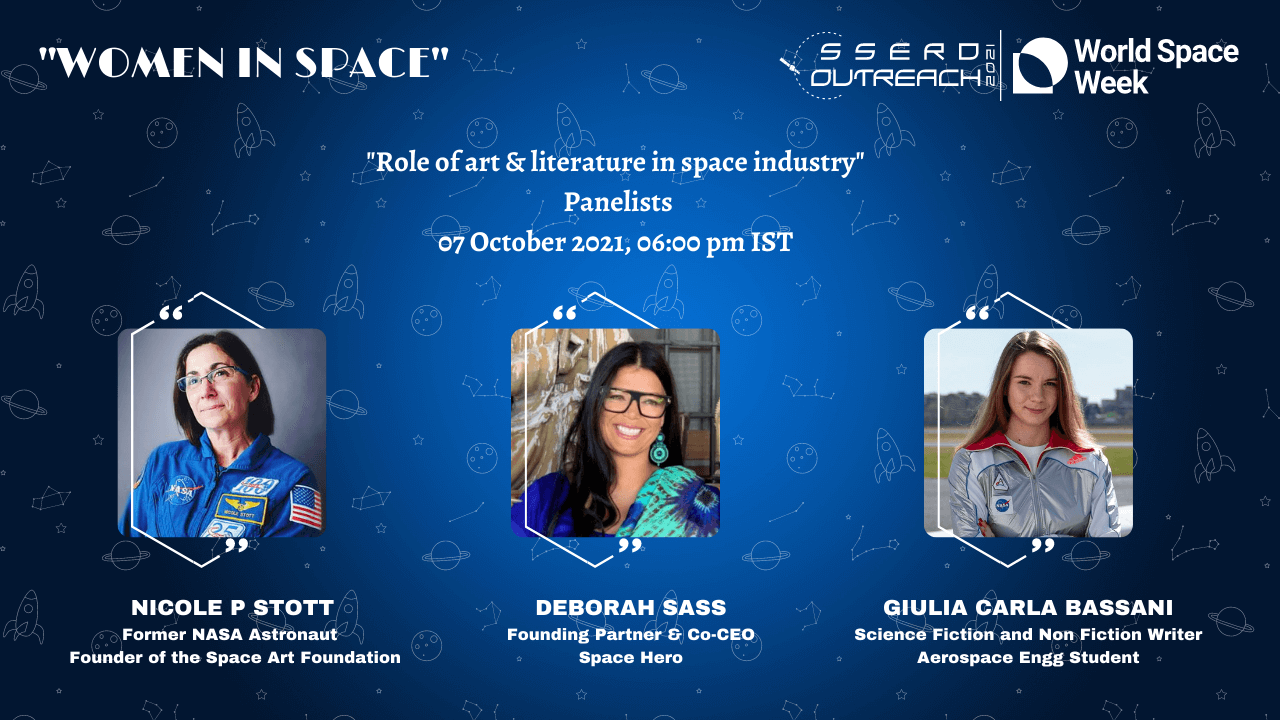 "WOMEN IN SPACE"
SSERD
OUTREACH 2021
World Space
Week
"Role of art & literature in space industry"
Panelists
07 October 2021, 06:00 pm IST
NASA
NICOLE P STOTT
Former NASA Astronaut
Founder of the Space Art Foundation
DEBORAH SASS
Founding Partner & Co-CEO
Space Hero
GIULIA CARLA BASSANI
Science Fiction and Non Fiction Writer
Aerospace Engg Student